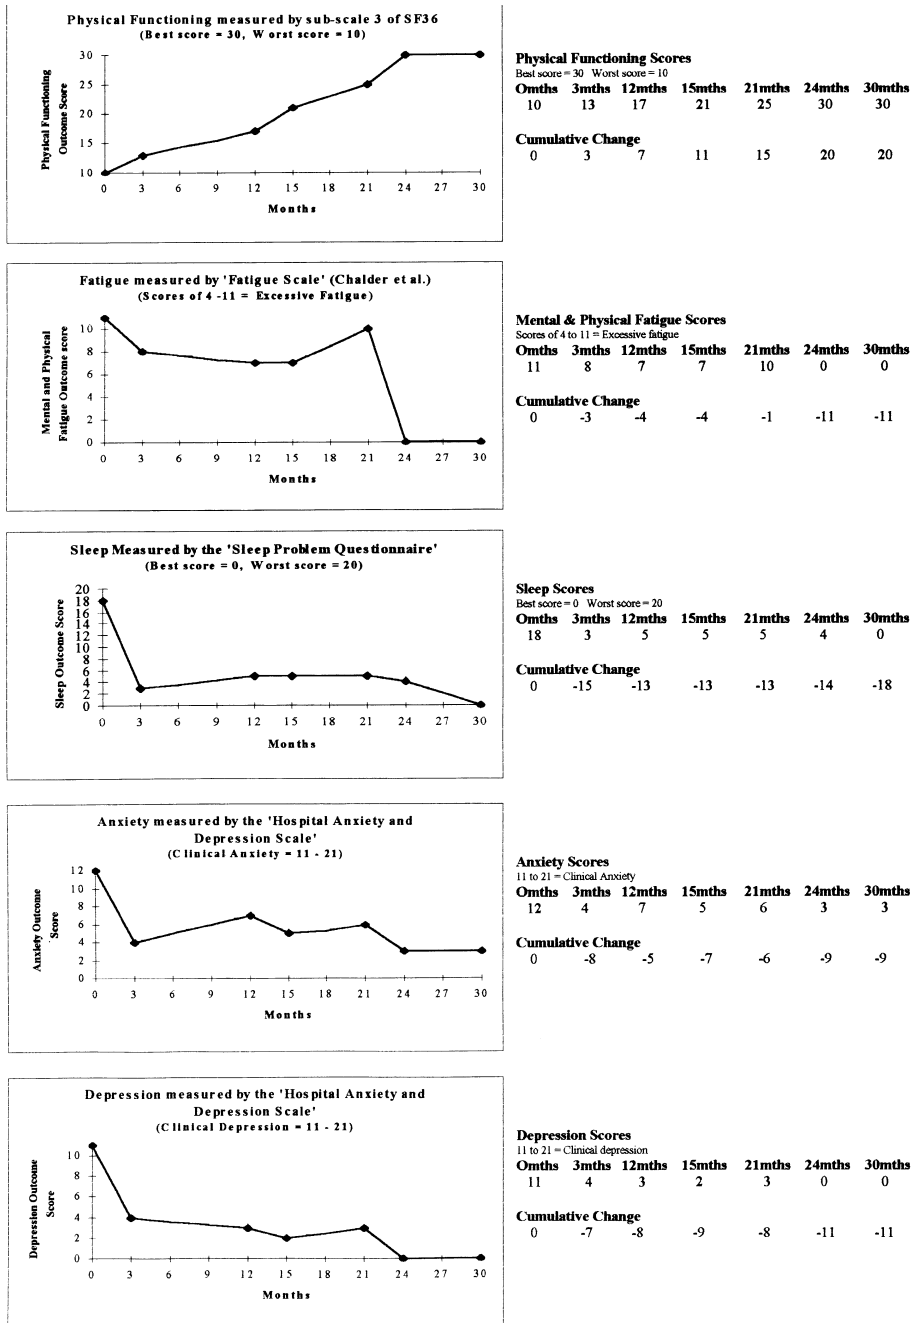 Physical Functioning measured by sub-scale 3 of SF36
(Best score = 30, Worst score = 10)
Physical Functioning
Outcome Score
30
25
20
15
10
0 3 6 9 12 15 18 21 24 27 30
Months
Physical Functioning Scores
Best score = 30 Worst score = 10
Omths 3mths 12mths 15mths 21mths 24mths 30mths
10 13 17 21 25 30 30
Cumulative Change
0 3 7 11 15 20 20
Fatigue measured by 'Fatigue Scale' (Chalder et al.)
(Scores of 4 -11 = Excessive Fatigue)
Mental and Physical
Fatigue Outcome score
10
8
6
4
2
0
0 3 6 9 12 15 18 21 24 27 30
Months
Mental & Physical Fatigue Scores
Scores of 4 to 11 = Excessive fatigue
Omths 3mths 12mths 15mths 21mths 24mths 30mths
11 8 7 7 10 0 0
Cumulative Change
0 -3 -4 -4 -1 -11 -11
Sleep Measured by the 'Sleep Problem Questionnaire'
(Best score = 0, Worst score = 20)
Sleep Outcome Score
20
18
16
14
12
10
8
6
4
2
0
0 3 6 9 12 15 18 21 24 27 30
Months
Sleep Scores
Best score = 0 Worst score = 20
Omths 3mths 12mths 15mths 21mths 24mths 30mths
18 3 5 5 5 4 0
Cumulative Change
0 -15 -13 -13 -13 -14 -18
Anxiety measured by the 'Hospital Anxiety and
Depression Scale'
(Clinical Anxiety = 11 - 21)
Anxiety Outcome
Score
12
10
8
6
4
2
0
0 3 6 9 12 15 18 21 24 27 30
Months
Anxiety Scores
11 to 21 = Clinical Anxiety
Omths 3mths 12mths 15mths 21mths 24mths 30mths
12 4 7 5 6 3 3
Cumulative Change
0 -8 -5 -7 -6 -9 -9
Depression measured by the 'Hospital Anxiety and
Depression Scale'
(Clinical Depression = 11 - 21)
Depression Outcome
Score
10
8
6
4
2
0
0 3 6 9 12 15 18 21 24 27 30
Months
Depression Scores
11 to 21 = Clinical depression
Omths 3mths 12mths 15mths 21mths 24mths 30mths
11 4 3 2 3 0 0
Cumulative Change
0 -7 -8 -9 -8 -11 -11